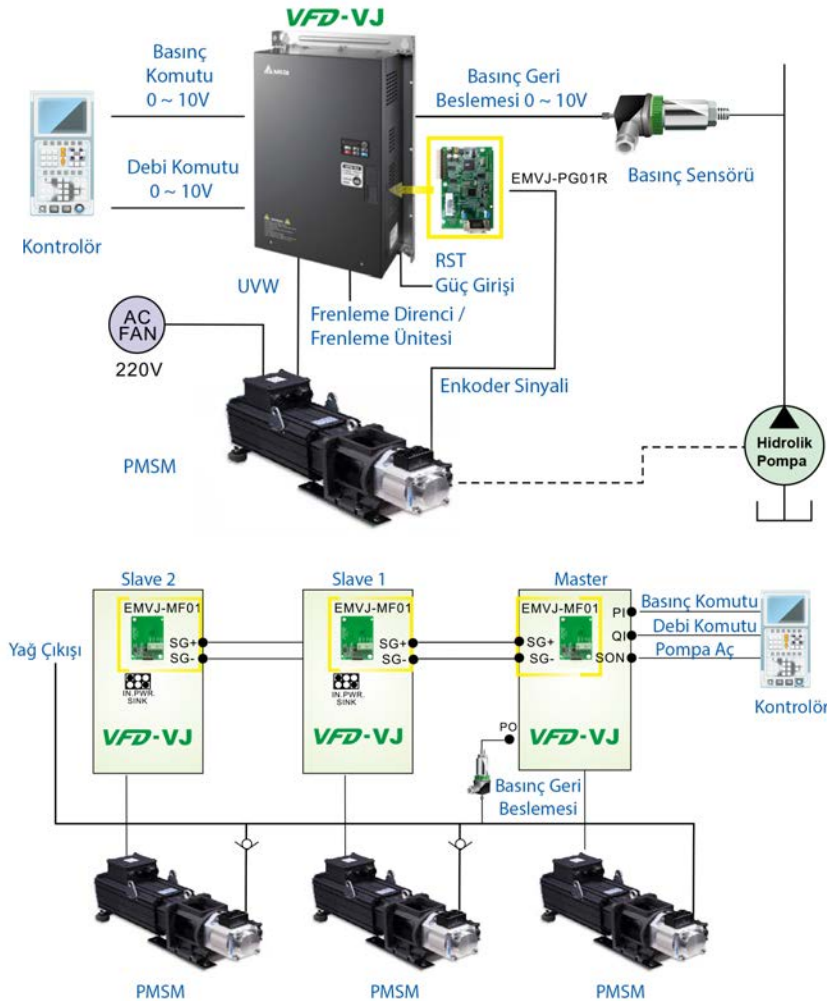 VFD-VJ
Basınç
Komutu
0 ~ 10V
Basınç Geri
Beslemesi 0 ~ 10V
Debi Komutu
0 ~ 10V
EMVJ-PG01R
Basınç Sensörü
Kontrolör
RST
Güç Girişi
UVW
Frenleme Direnci /
Frenleme Ünitesi
AC
FAN
220V
Enkoder Sinyali
PMSM
Hidrolik
Pompa
Slave 2
Slave 1
Master
EMVJ-MF01
EMVJ-MF01
EMVJ-MF01
PI
Basınç Komutu
QI
Debi Komutu
SON
Pompa Aç
SG+
SG-
SG+
SG-
SG+
SG-
Yağ Çıkışı
IN.PWR.
SINK
IN.PWR.
SINK
Kontrolör
VFD-VJ
VFD-VJ
VFD-VJ
PO
Basınç Geri
Beslemesi
PMSM
PMSM
PMSM